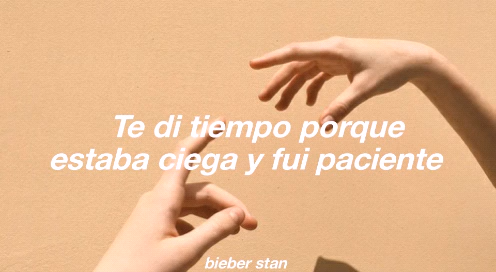 Te di tiempo porque
estaba ciega y fui paciente
bieber stan